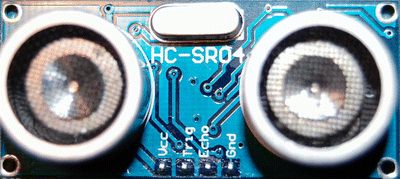 HC-SR04
Vcc
Trig
Echo
Gnd